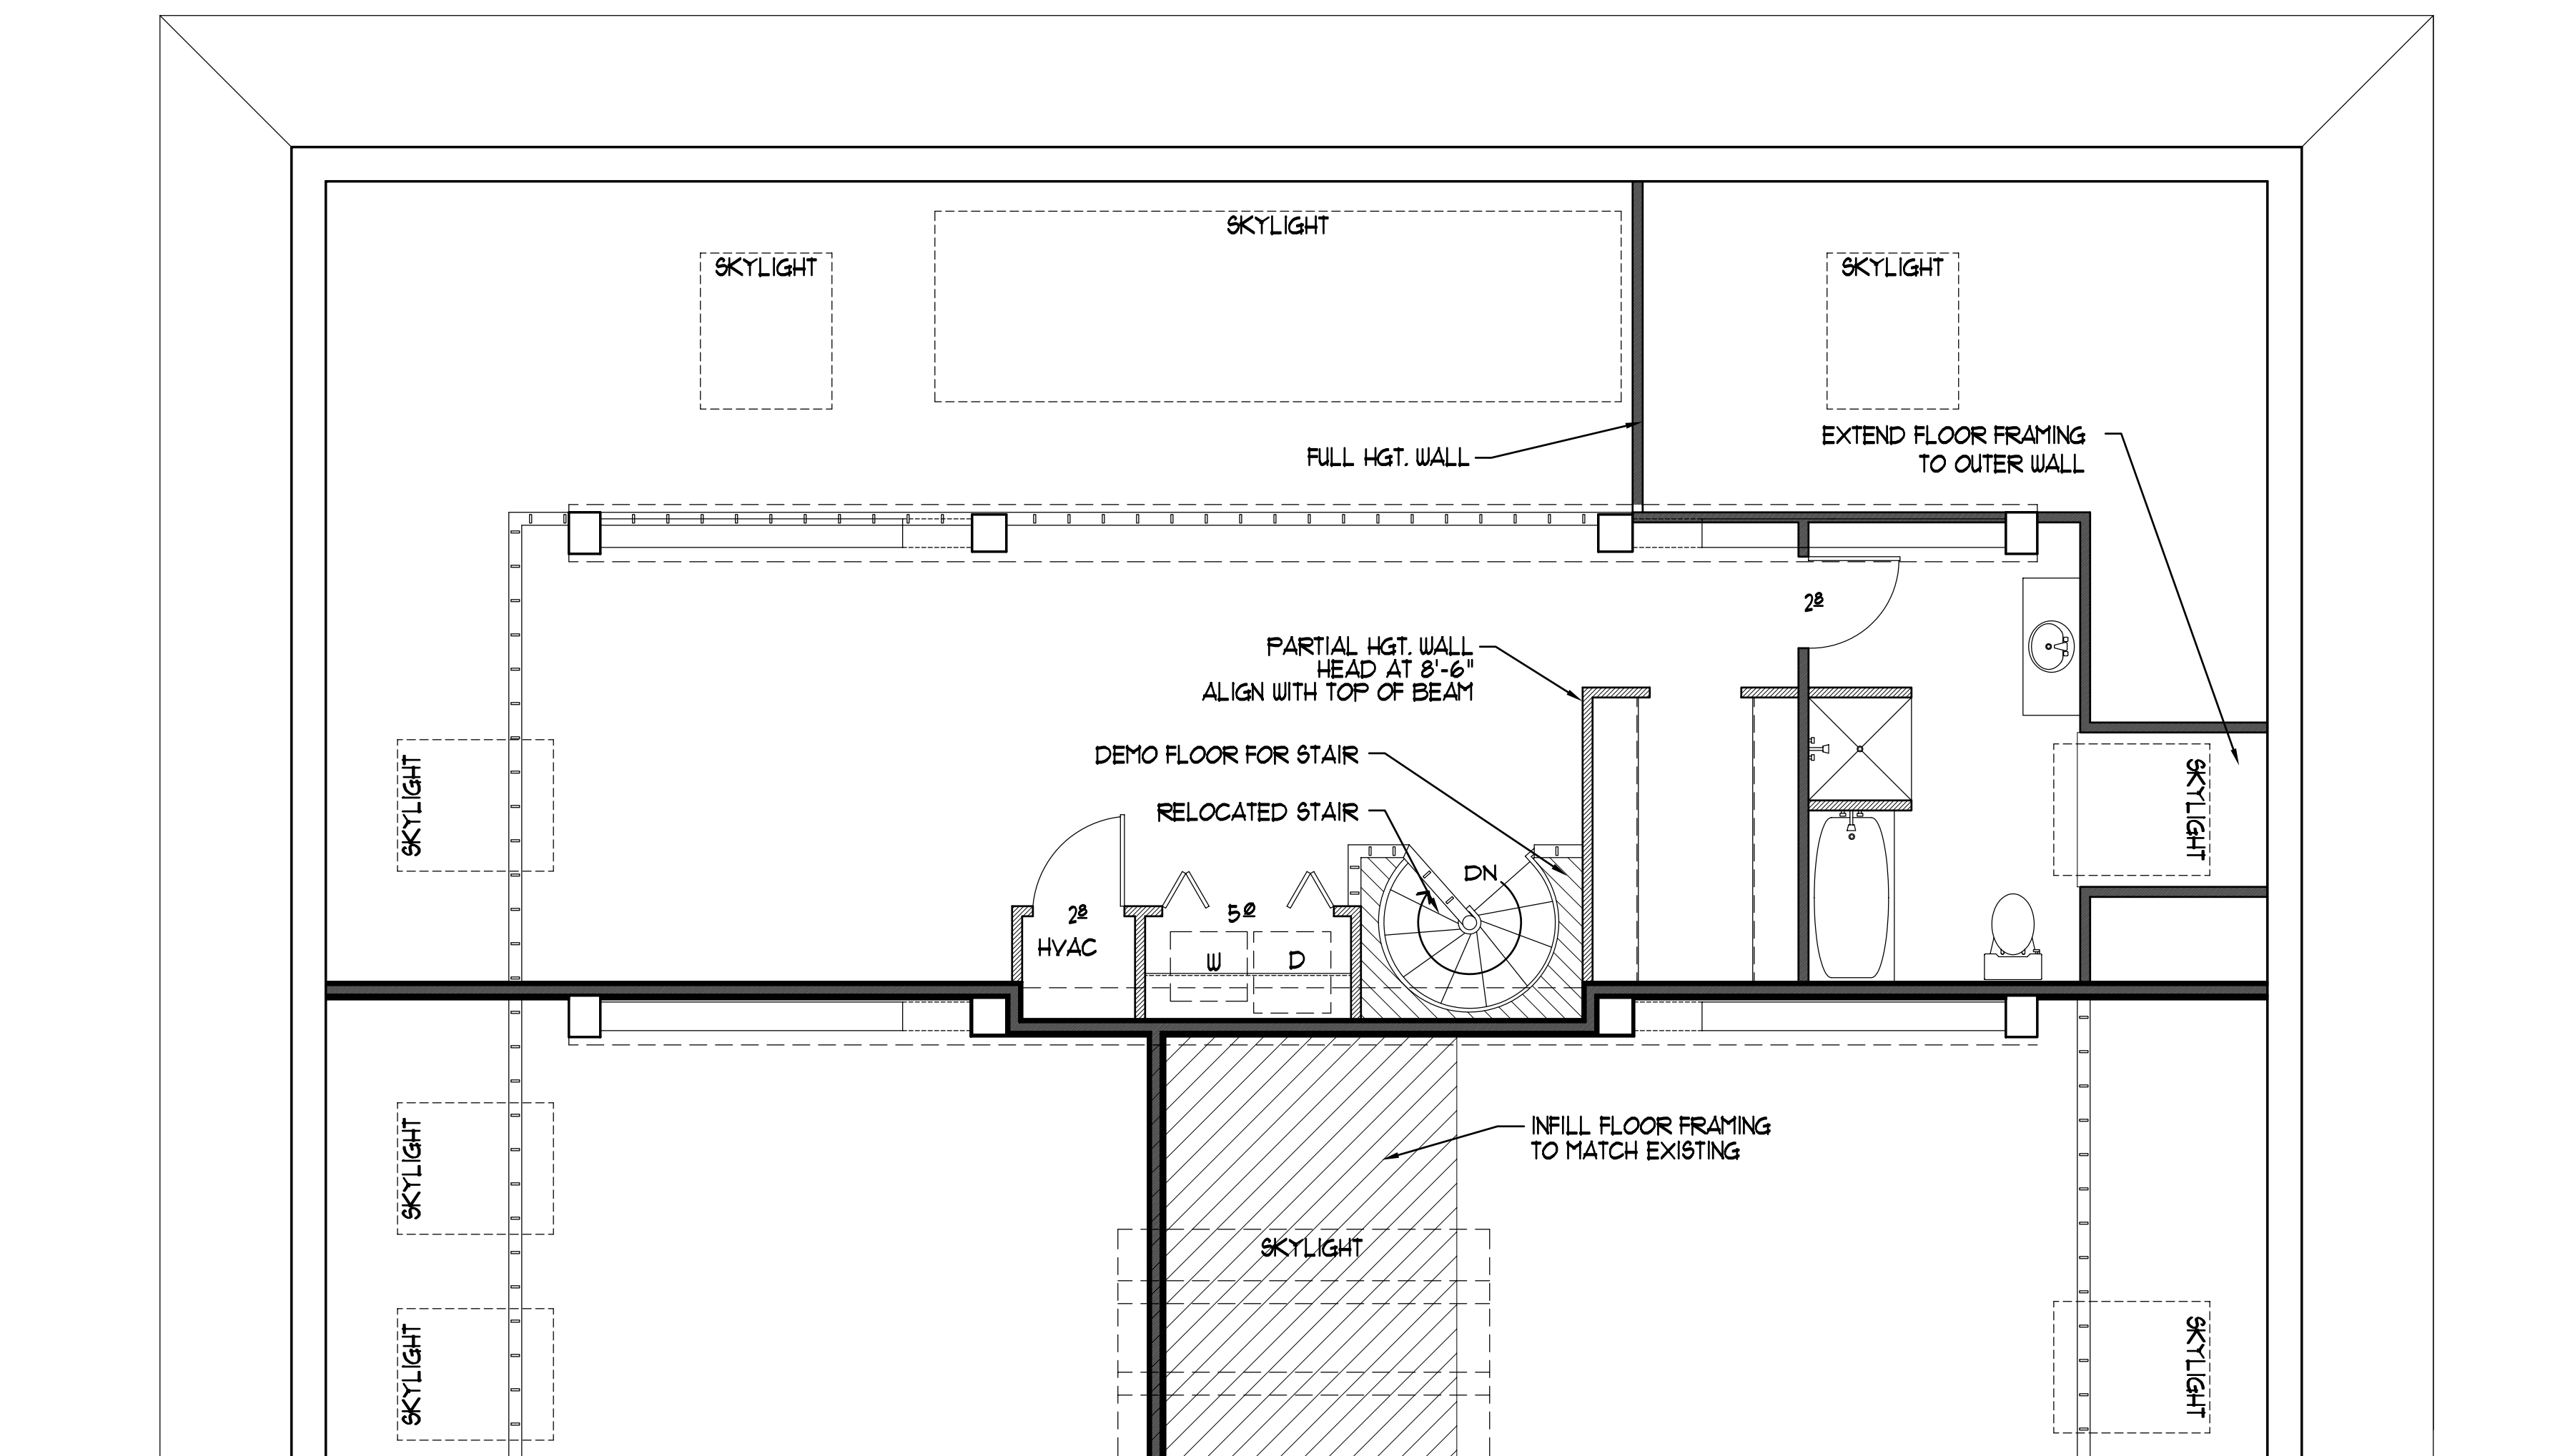 SKYLIGHT
SKYLIGHT
SKYLIGHT
FULL HGT. WALL
EXTEND FLOOR FRAMING
TO OUTER WALL
28
PARTIAL HGT. WALL
HEAD AT 8'-6"
ALIGN WITH TOP OF BEAM
DEMO FLOOR FOR STAIR
RELOCATED STAIR
SKYLIGHT
SKYLIGHT
DN
28
HVAC
50
W
D
INFILL FLOOR FRAMING
TO MATCH EXISTING
SKYLIGHT
SKYLIGHT
SKYLIGHT
SKYLIGHT